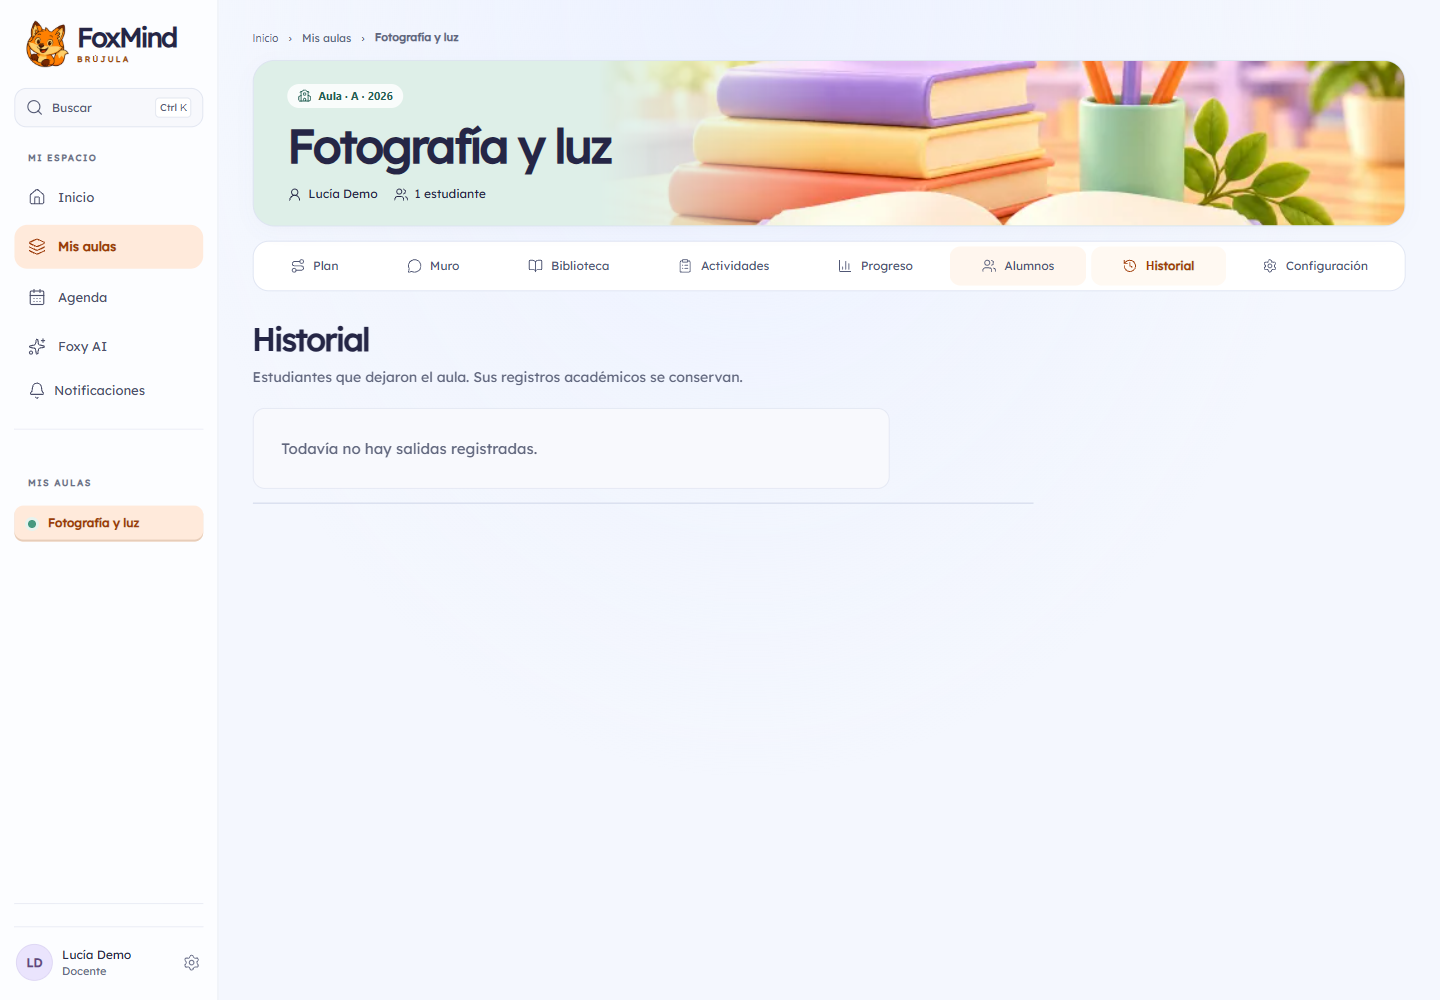 FoxMind
BRÚJULA
Buscar
Ctrl K
MI ESPACIO
Inicio
Mis aulas
Agenda
Foxy AI
Notificaciones
MIS AULAS
Fotografía y luz
LD
Lucía Demo
Docente
Inicio › Mis aulas › Fotografía y luz
Aula · A · 2026
Fotografía y luz
Lucía Demo 1 estudiante
Plan Muro Biblioteca Actividades Progreso Alumnos Historial Configuración
Historial
Estudiantes que dejaron el aula. Sus registros académicos se conservan.
Todavía no hay salidas registradas.